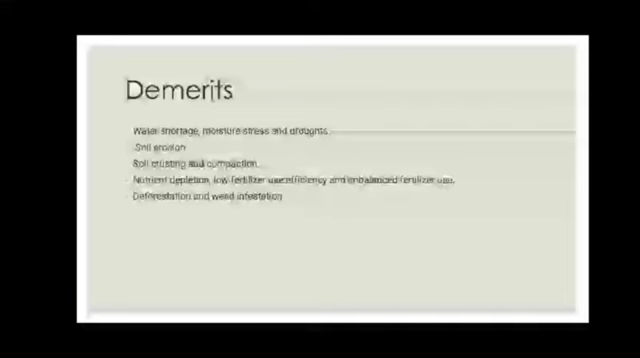 Demerits
Water shortage, moisture stress and droughts.
Soil erosion
Soil crusting and compaction.
Nutrient depletion, low fertilizer use efficiency and imbalanced fertilizer use.
Deforestation and weed infestation